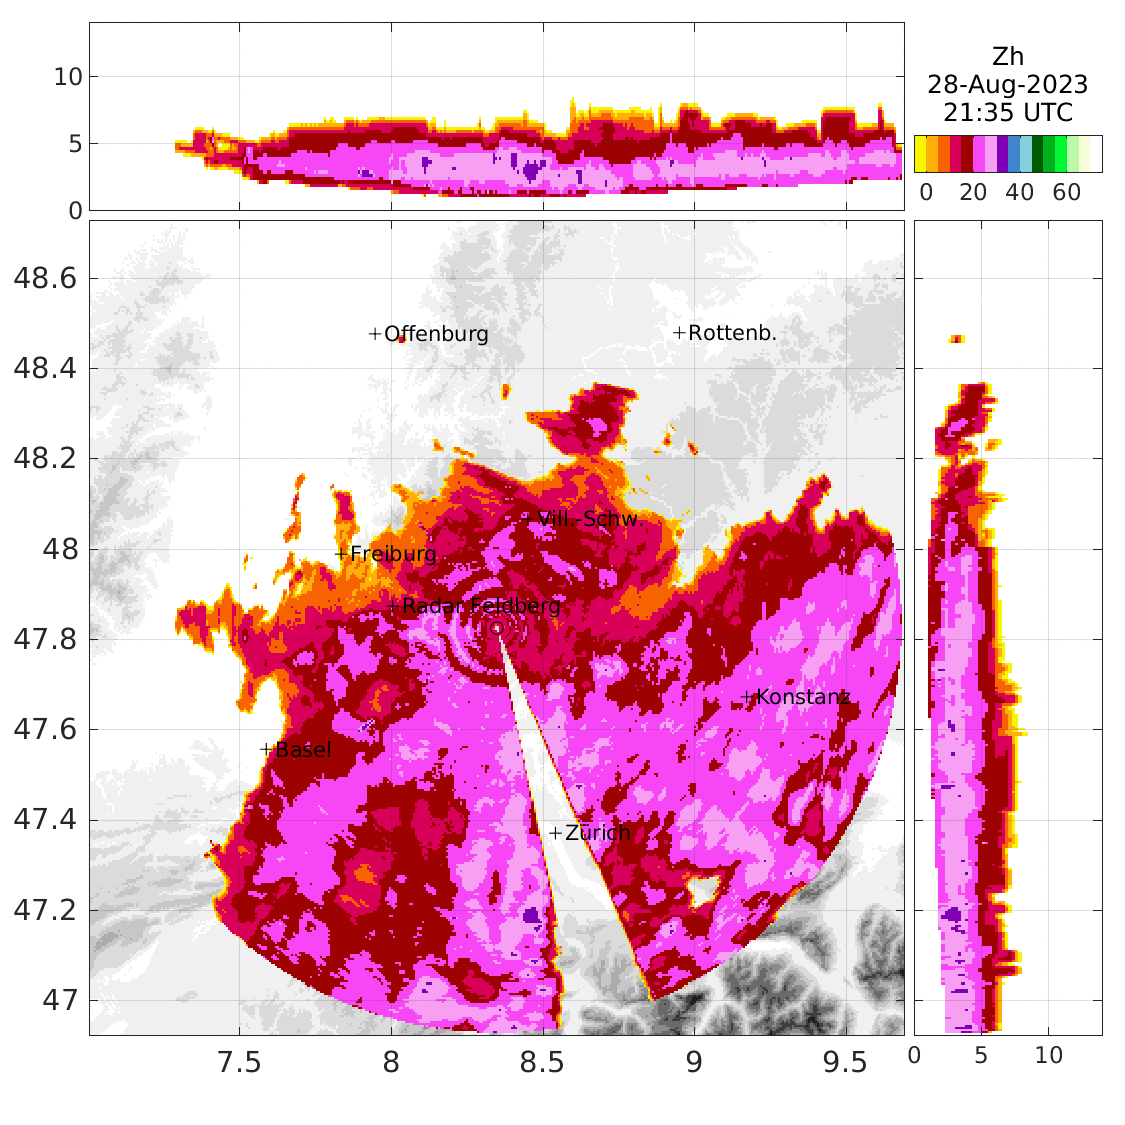 10
5
0
Zh
28-Aug-2023
21:35 UTC
0 20 40 60
48.6
48.4
48.2
48
47.8
47.6
47.4
47.2
47
+Offenburg
+Rottenb.
+Vill.-Schw.
+Freiburg
+Radar Feldberg
+Konstanz
+Basel
+Zürich
7.5 8 8.5 9 9.5
0 5 10